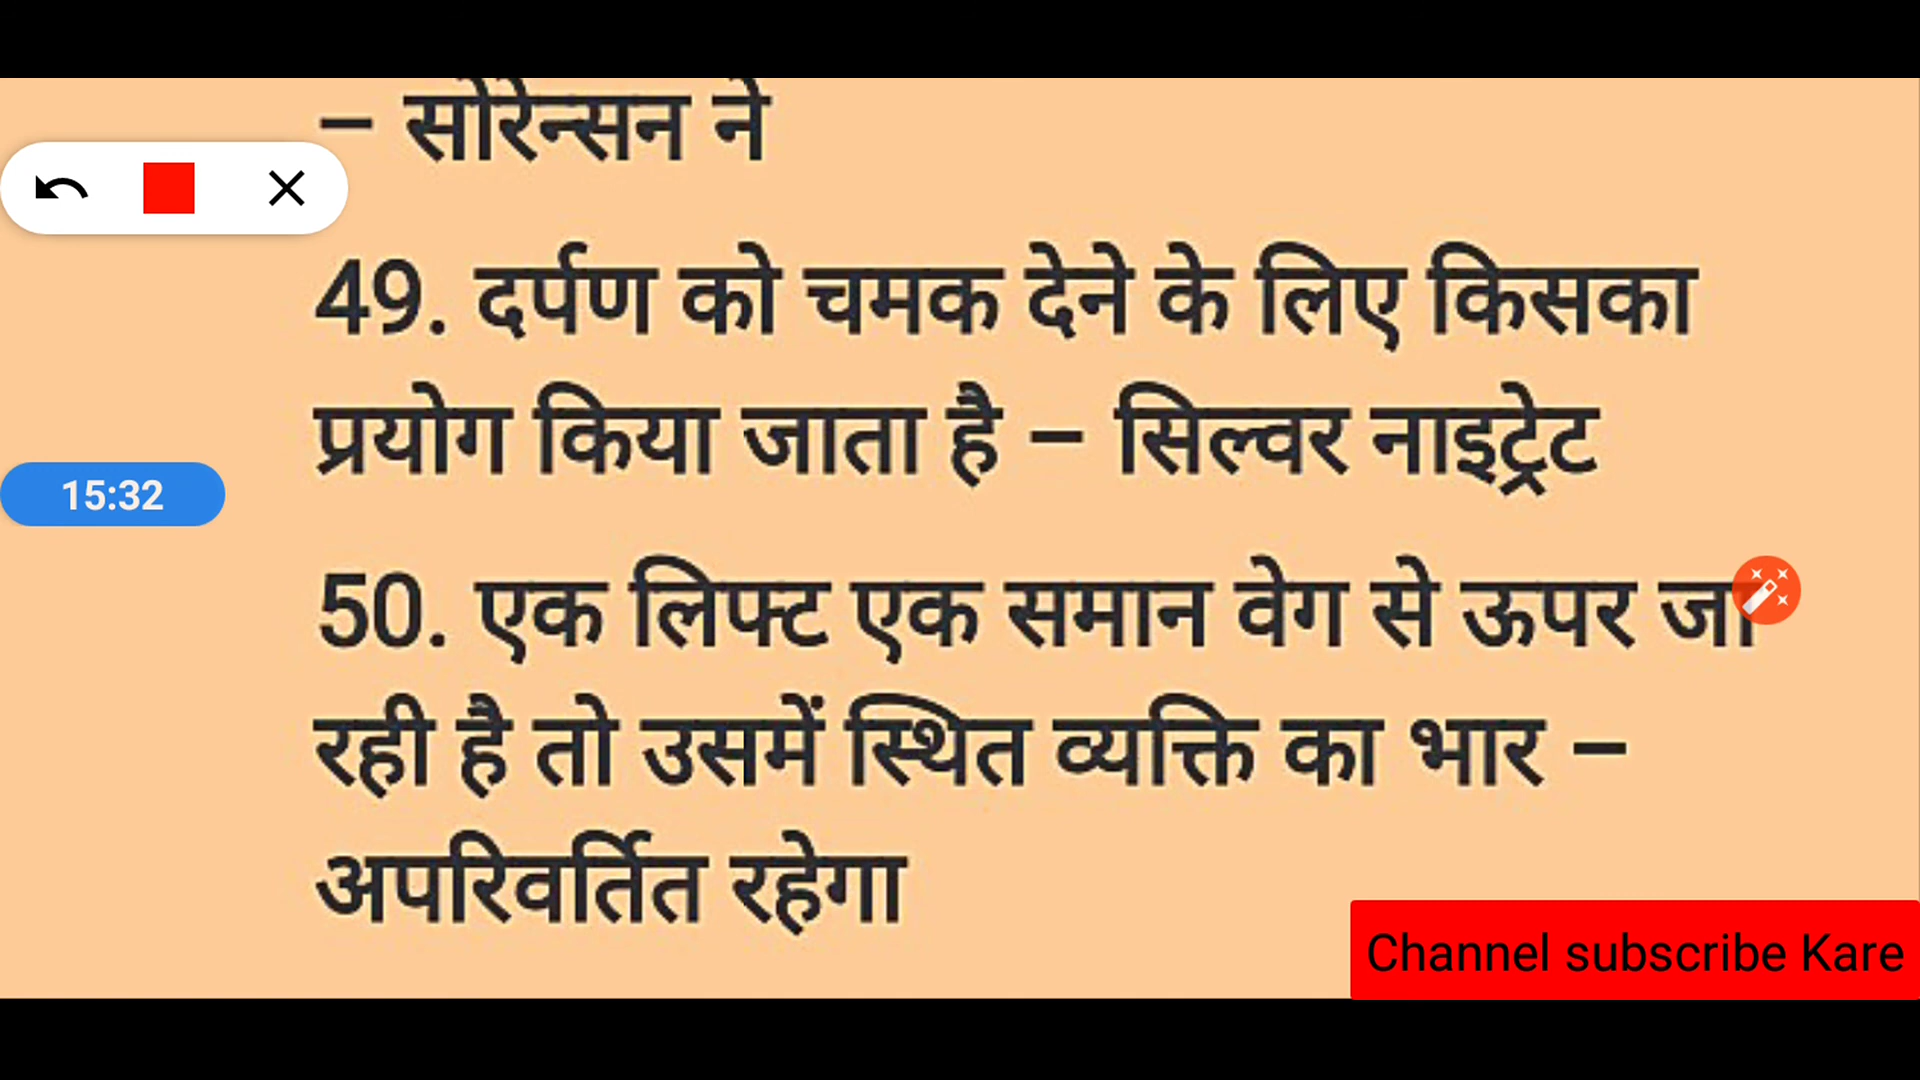 – सोरेन्सन ने
49. दर्पण को चमक देने के लिए किसका
प्रयोग किया जाता है – सिल्वर नाइट्रेट
15:32
50. एक लिफ्ट एक समान वेग से ऊपर जा
रही है तो उसमें स्थित व्यक्ति का भार –
अपरिवर्तित रहेगा
Channel subscribe Kare